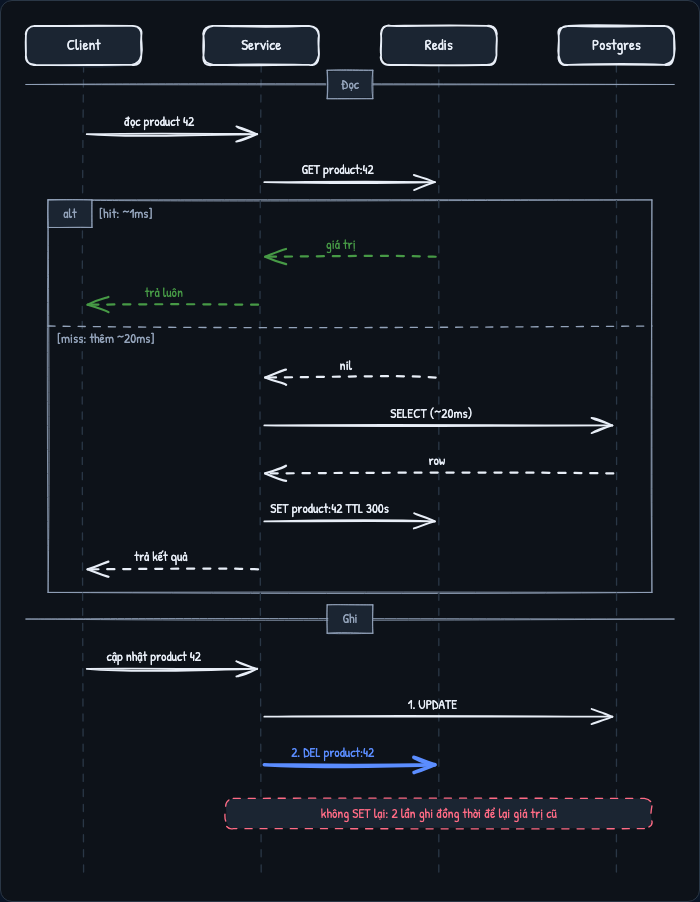 Client
Service
Redis
Postgres
Đọc
đọc product 42
GET product:42
alt
[hit: ~1ms]
giá trị
trả luôn
[miss: thêm ~20ms]
nil
SELECT (~20ms)
row
SET product:42 TTL 300s
trả kết quả
Ghi
cập nhật product 42
1. UPDATE
2. DEL product:42
không SET lại: 2 lần ghi đồng thời để lại giá trị cũ